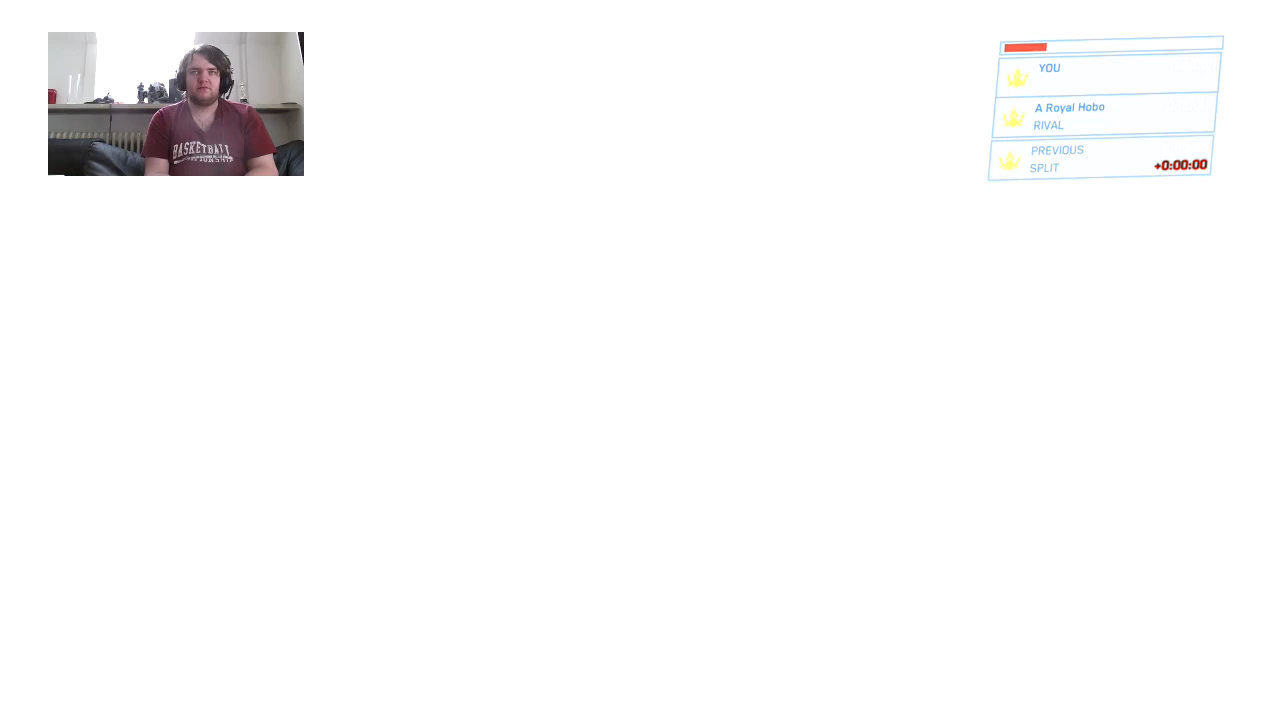 BASKETBALL
YOU
A Royal Hobo
RIVAL
PREVIOUS
SPLIT
+0:00:00